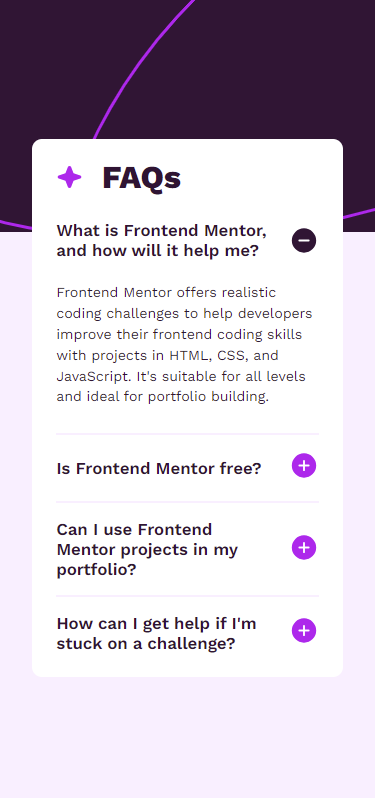 FAQs
What is Frontend Mentor,
and how will it help me?
Frontend Mentor offers realistic
coding challenges to help developers
improve their frontend coding skills
with projects in HTML, CSS, and
JavaScript. It's suitable for all levels
and ideal for portfolio building.
Is Frontend Mentor free?
Can I use Frontend
Mentor projects in my
portfolio?
How can I get help if I'm
stuck on a challenge?